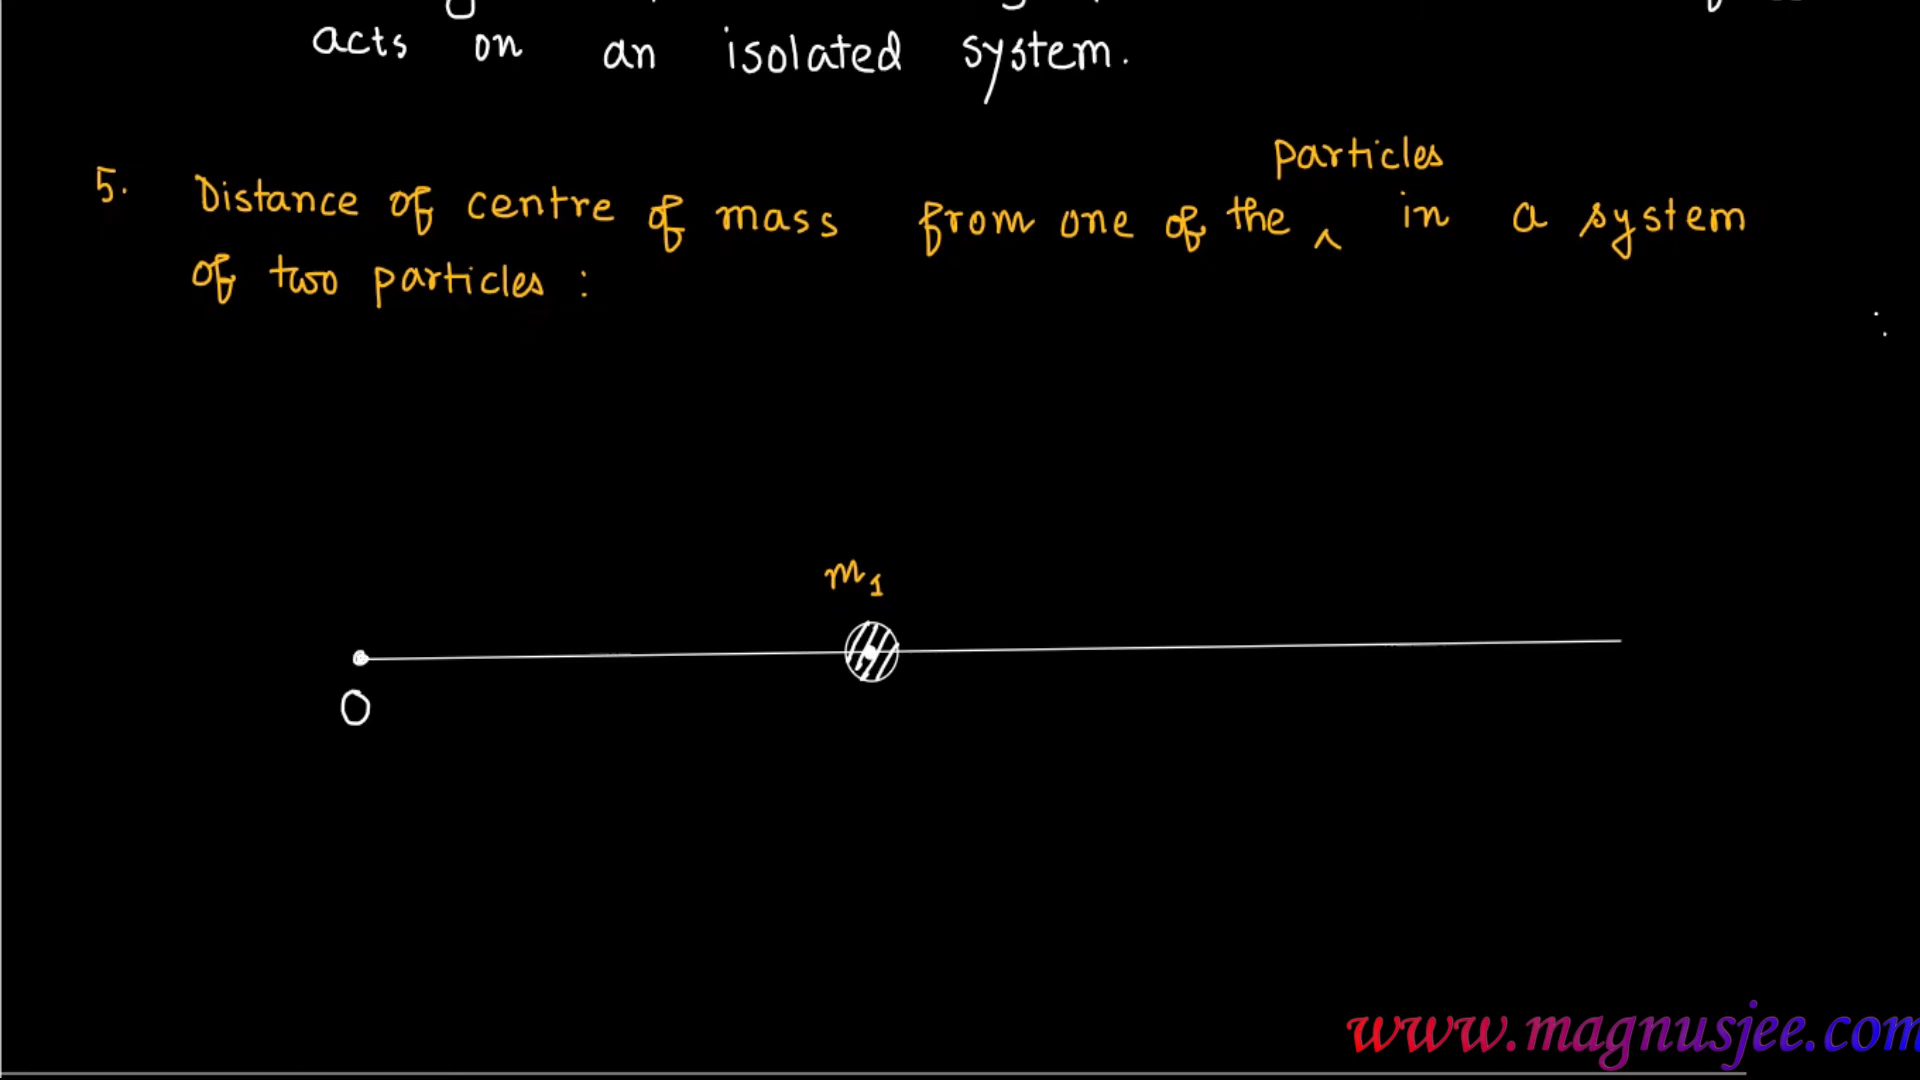 acts on an isolated system.
particles
5. Distance of centre of mass from one of the ^ in a system
of two particles :
m1
O
www.magnusjee.com